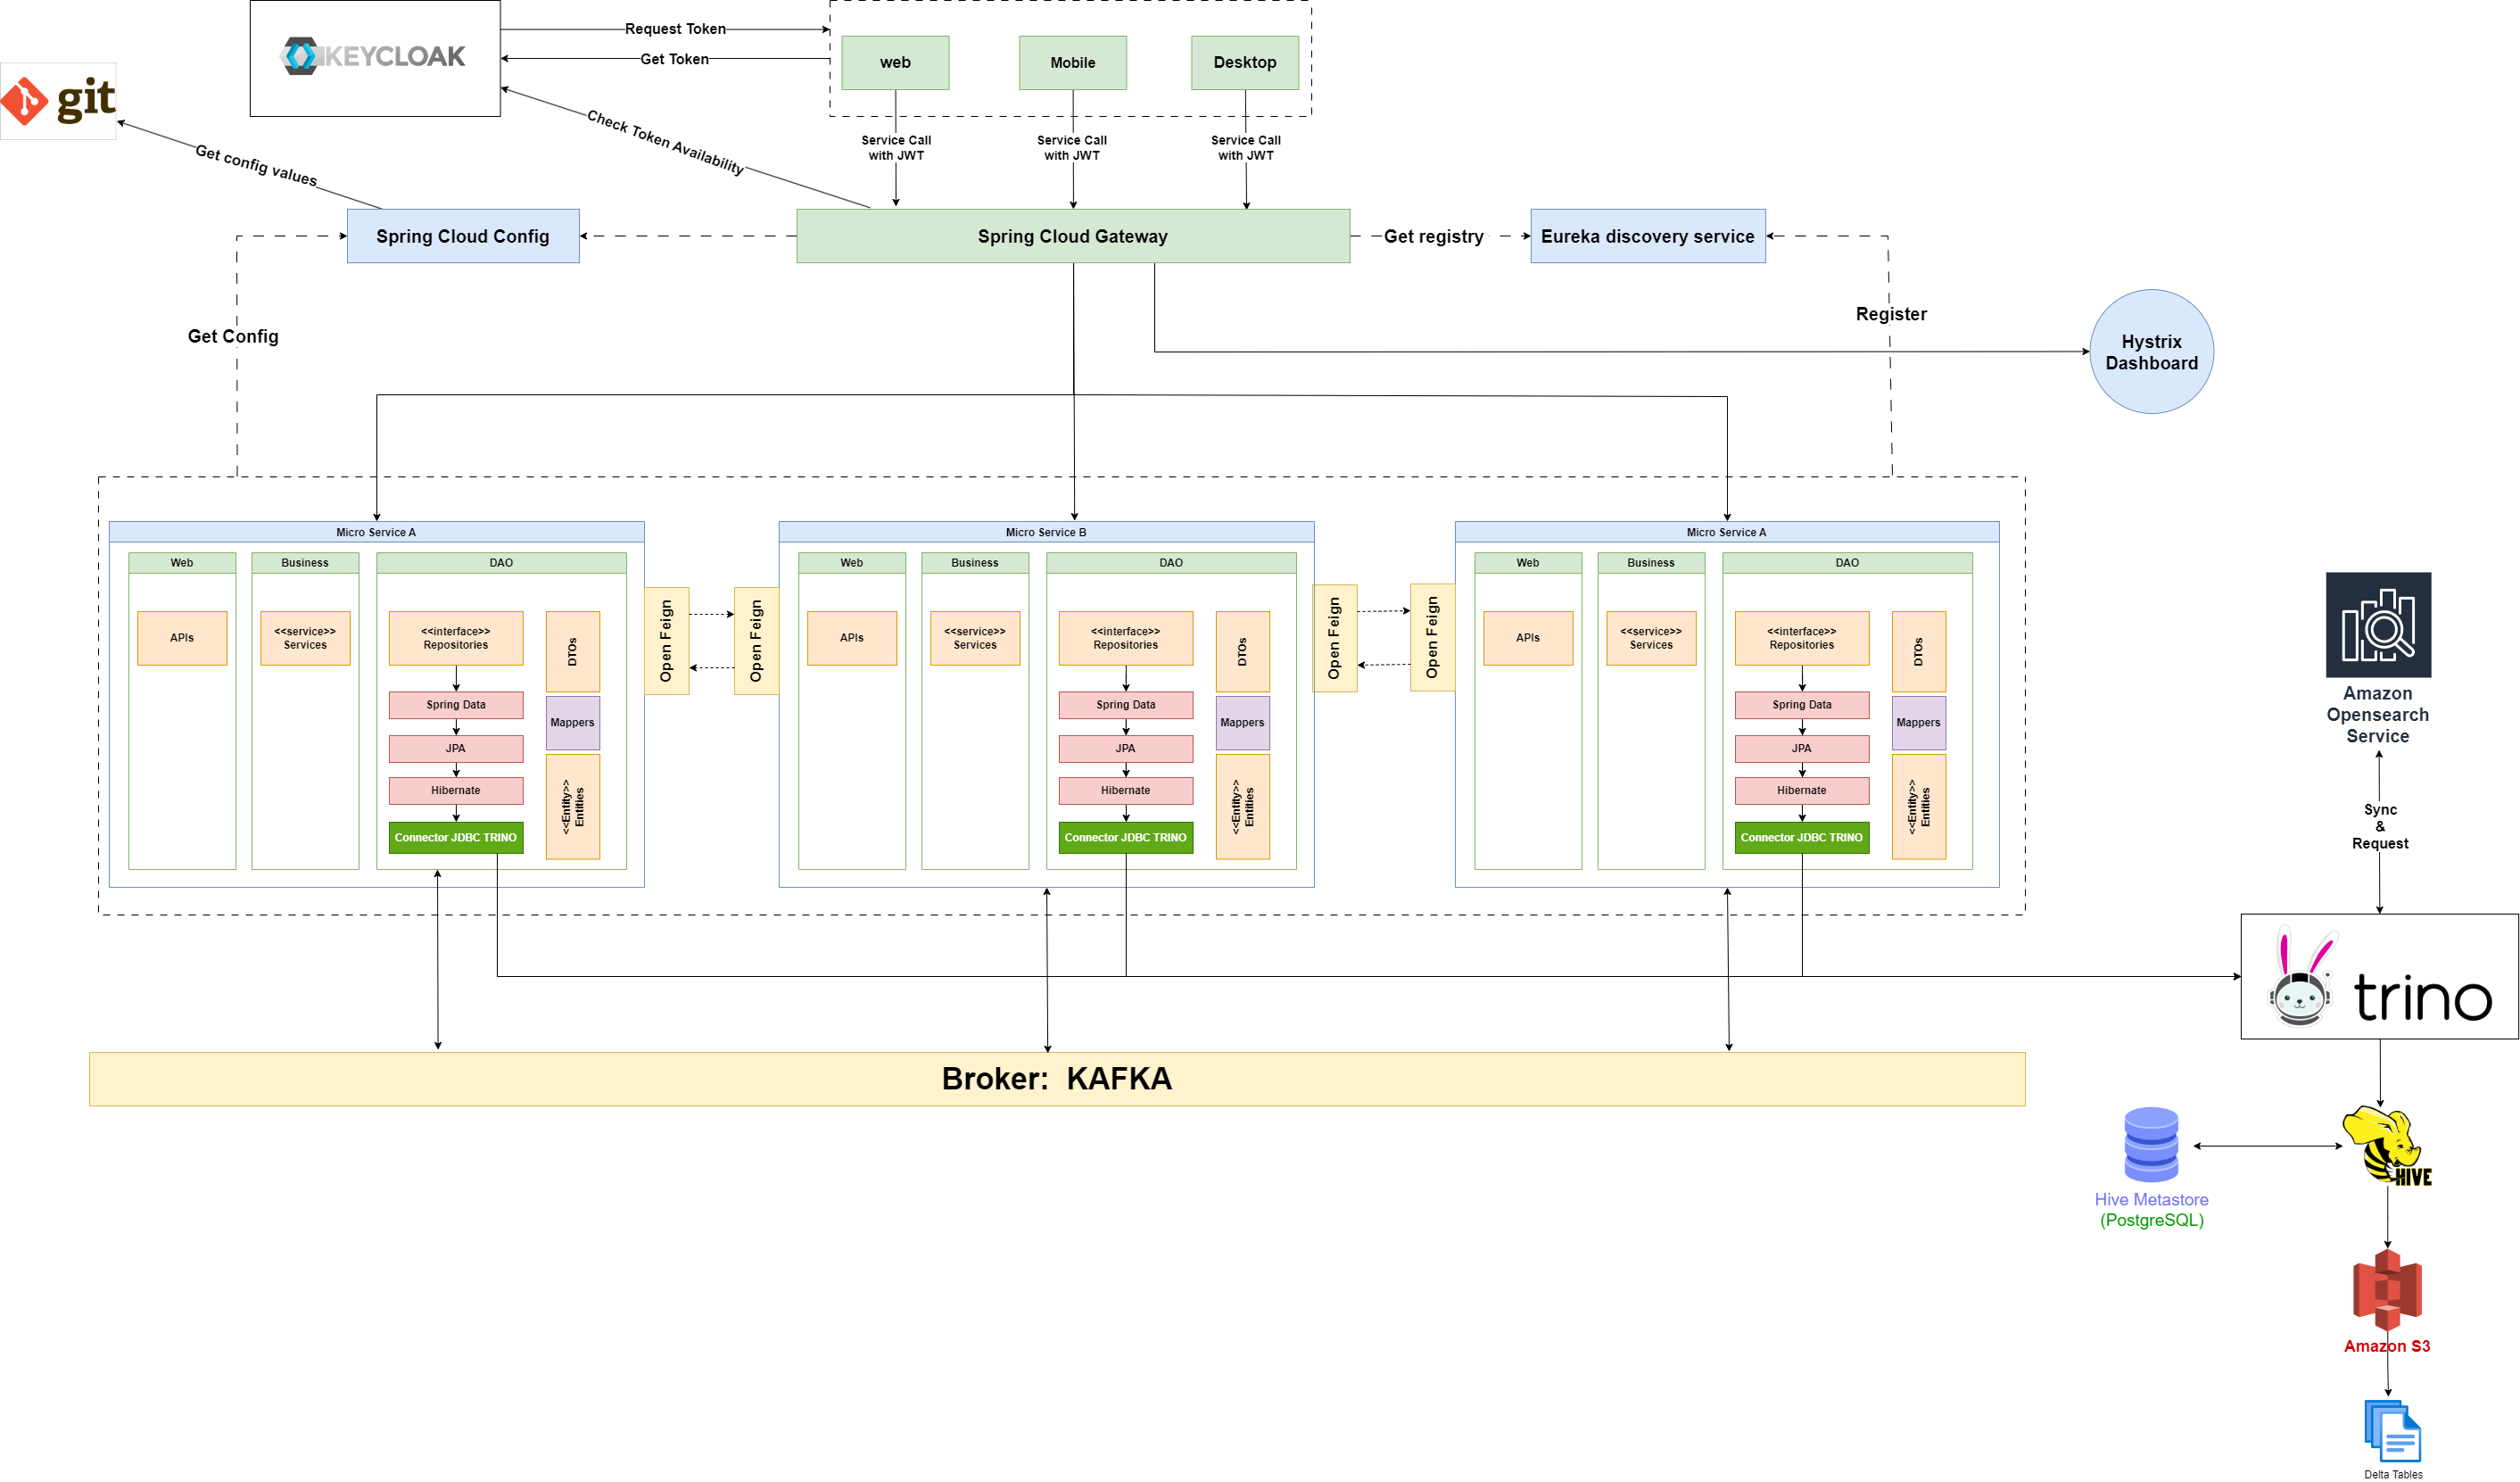 KEYCLOAK
Request Token
Get Token
web
Mobile
Desktop
git
Check Token Availability
Get config values
Service Call
with JWT
Service Call
with JWT
Service Call
with JWT
Spring Cloud Config
Spring Cloud Gateway
Get registry
Eureka discovery service
Get Config
Register
Hystrix
Dashboard
Micro Service A
Web
Business
DAO
APIs
<<service>>
Services
<<interface>>
Repositories
DTOs
Spring Data
Mappers
JPA
Hibernate
<<Entity>>
Entities
Connector JDBC TRINO
Open Feign
Open Feign
Micro Service B
Web
Business
DAO
APIs
<<service>>
Services
<<interface>>
Repositories
DTOs
Spring Data
Mappers
JPA
Hibernate
<<Entity>>
Entities
Connector JDBC TRINO
Open Feign
Open Feign
Micro Service A
Web
Business
DAO
APIs
<<service>>
Services
<<interface>>
Repositories
DTOs
Spring Data
Mappers
JPA
Hibernate
<<Entity>>
Entities
Connector JDBC TRINO
Amazon
Opensearch
Service
Sync
&
Request
trino
Broker: KAFKA
HIVE
Hive Metastore
(PostgreSQL)
Amazon S3
Delta Tables